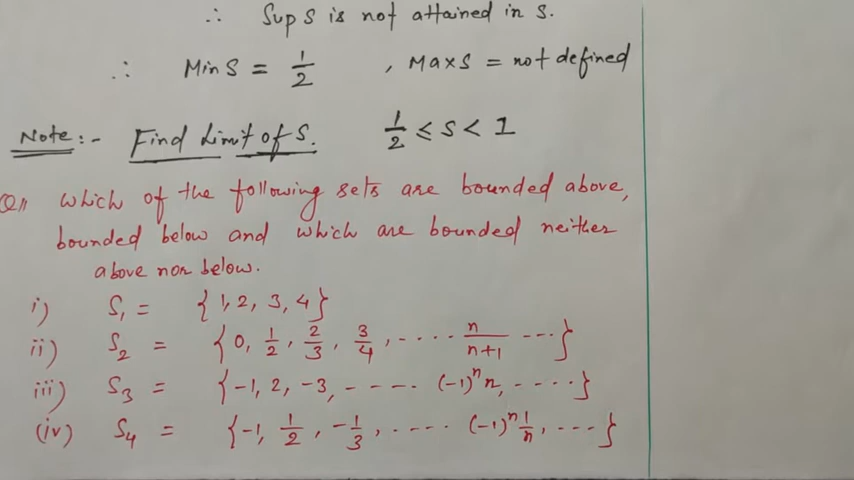 ∴ Sup S is not attained in S.
∴ Min S = 1/2 , Max S = not defined
Note:- Find Limit of S. 1/2 ≤ S < 1
Q11 which of the following sets are bounded above,
bounded below and which are bounded neither
above nor below.
i) S₁ = {1, 2, 3, 4}
ii) S₂ = {0, 1/2, 2/3, 3/4, ..... n/n+1 ...}
iii) S₃ = {-1, 2, -3, ..... (-1)ⁿ n, .....}
(iv) S₄ = {-1, 1/2, -1/3, ..... (-1)ⁿ 1/n, ....}